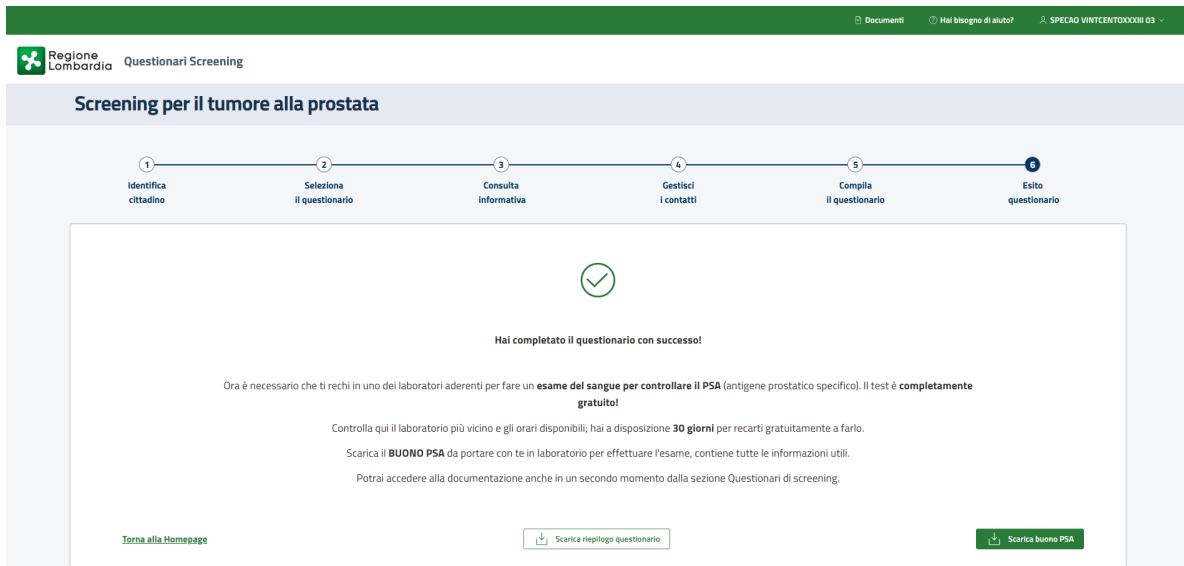 Documenti
Hai bisogno di aiuto?
SPECAO VINTCENTOXXXIII 03
Regione
Lombardia
Questionari Screening
Screening per il tumore alla prostata
1
2
3
4
5
6
Identifica
cittadino
Seleziona
il questionario
Consulta
informativa
Gestisci
i contatti
Compila
il questionario
Esito
questionario
Hai completato il questionario con successo!
Ora è necessario che ti rechi in uno dei laboratori aderenti per fare un esame del sangue per controllare il PSA (antigene prostatico specifico). Il test è completamente
gratuito!
Controlla qui il laboratorio più vicino e gli orari disponibili; hai a disposizione 30 giorni per recarti gratuitamente a farlo.
Scarica il BUONO PSA da portare con te in laboratorio per effettuare l'esame, contiene tutte le informazioni utili.
Potrai accedere alla documentazione anche in un secondo momento dalla sezione Questionari di screening.
Torna alla Homepage
Scarica riepilogo questionario
Scarica buono PSA